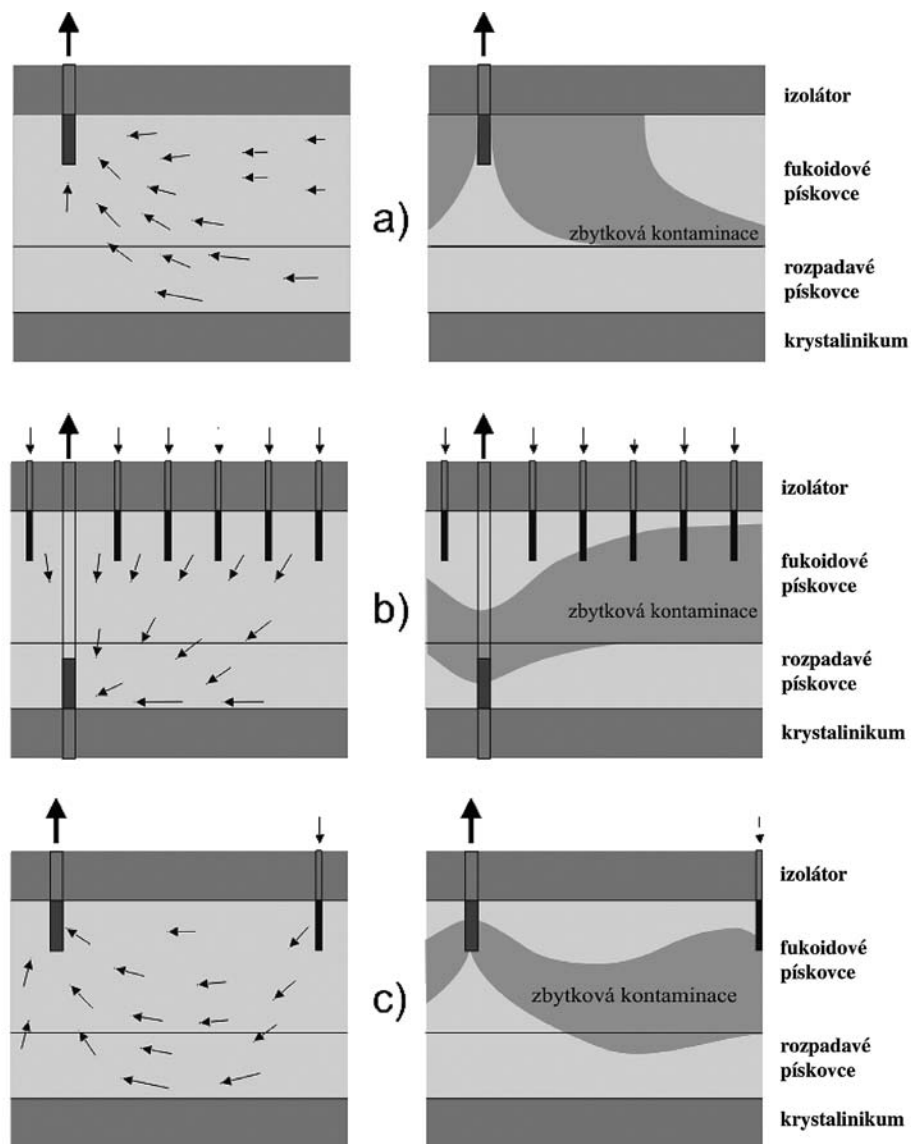 izolátor
fukoidové
pískovce
a)
zbytková kontaminace
rozpadavé
pískovce
krystalinikum
izolátor
fukoidové
pískovce
b)
zbytková kontaminace
rozpadavé
pískovce
krystalinikum
izolátor
fukoidové
pískovce
c)
zbytková kontaminace
rozpadavé
pískovce
krystalinikum